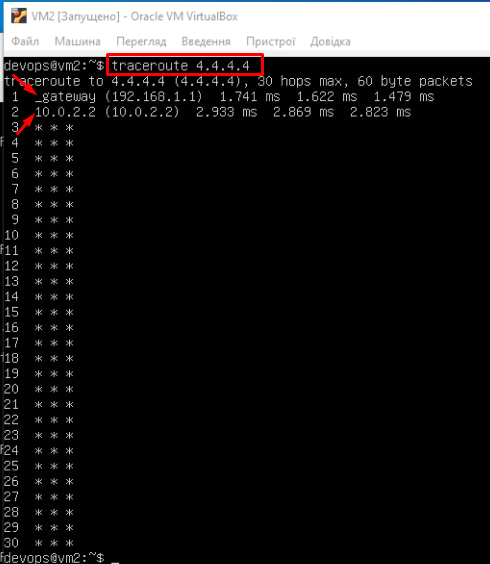 VM2 [Запущено] - Oracle VM VirtualBox
Файл Машина Перегляд Введення Пристрої Довідка
devops@vm2:~$ traceroute 4.4.4.4
traceroute to 4.4.4.4 (4.4.4.4), 30 hops max, 60 byte packets
1 _gateway (192.168.1.1) 1.741 ms 1.622 ms 1.479 ms
2 10.0.2.2 (10.0.2.2) 2.933 ms 2.869 ms 2.823 ms
3 * * *
4 * * *
5 * * *
6 * * *
7 * * *
8 * * *
9 * * *
10 * * *
11 * * *
12 * * *
13 * * *
14 * * *
15 * * *
16 * * *
17 * * *
18 * * *
19 * * *
20 * * *
21 * * *
22 * * *
23 * * *
24 * * *
25 * * *
26 * * *
27 * * *
28 * * *
29 * * *
30 * * *
devops@vm2:~$ _